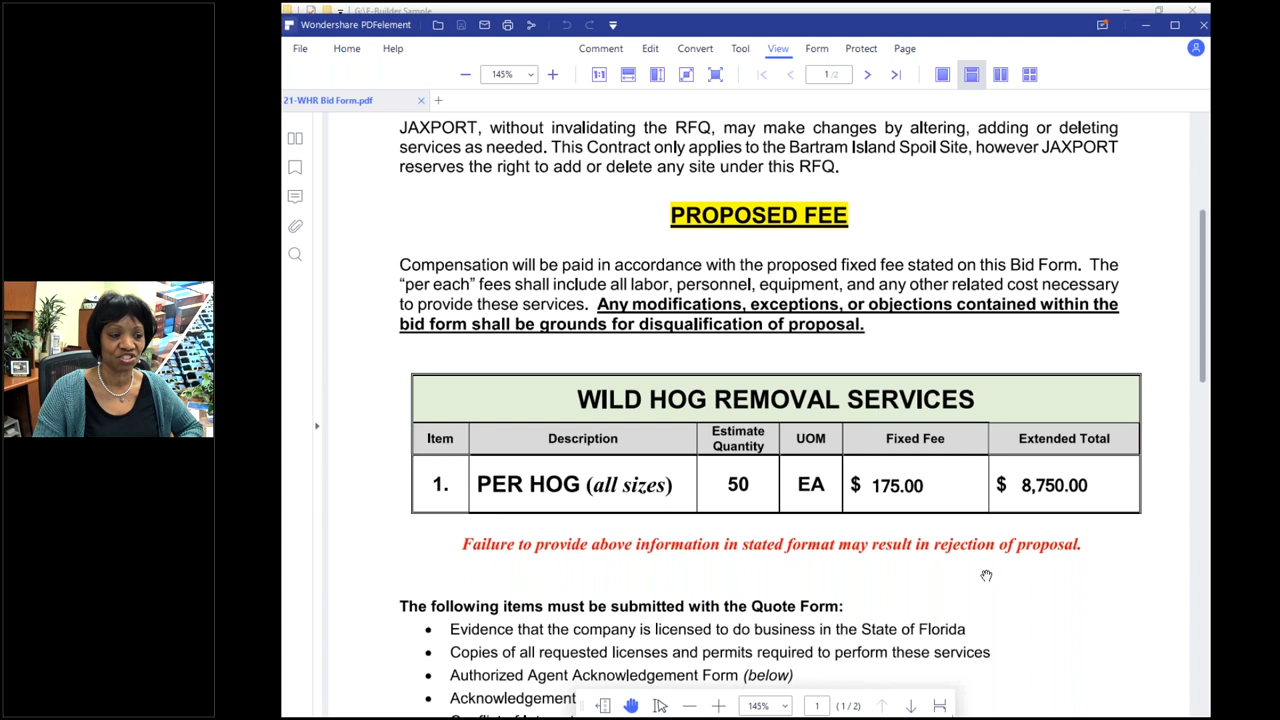 G:\E-Builder Sample
Wondershare PDFelement
File Home Help Comment Edit Convert Tool View Form Protect Page
145% 1:1 1 /2
21-WHR Bid Form.pdf
JAXPORT, without invalidating the RFQ, may make changes by altering, adding or deleting
services as needed. This Contract only applies to the Bartram Island Spoil Site, however JAXPORT
reserves the right to add or delete any site under this RFQ.
PROPOSED FEE
Compensation will be paid in accordance with the proposed fixed fee stated on this Bid Form. The
“per each” fees shall include all labor, personnel, equipment, and any other related cost necessary
to provide these services. Any modifications, exceptions, or objections contained within the
bid form shall be grounds for disqualification of proposal.
WILD HOG REMOVAL SERVICES
Item Description Estimate Quantity UOM Fixed Fee Extended Total
1. PER HOG (all sizes) 50 EA $ 175.00 $ 8,750.00
Failure to provide above information in stated format may result in rejection of proposal.
The following items must be submitted with the Quote Form:
• Evidence that the company is licensed to do business in the State of Florida
• Copies of all requested licenses and permits required to perform these services
• Authorized Agent Acknowledgement Form (below)
• Acknowledgement
145% 1 (1 / 2)